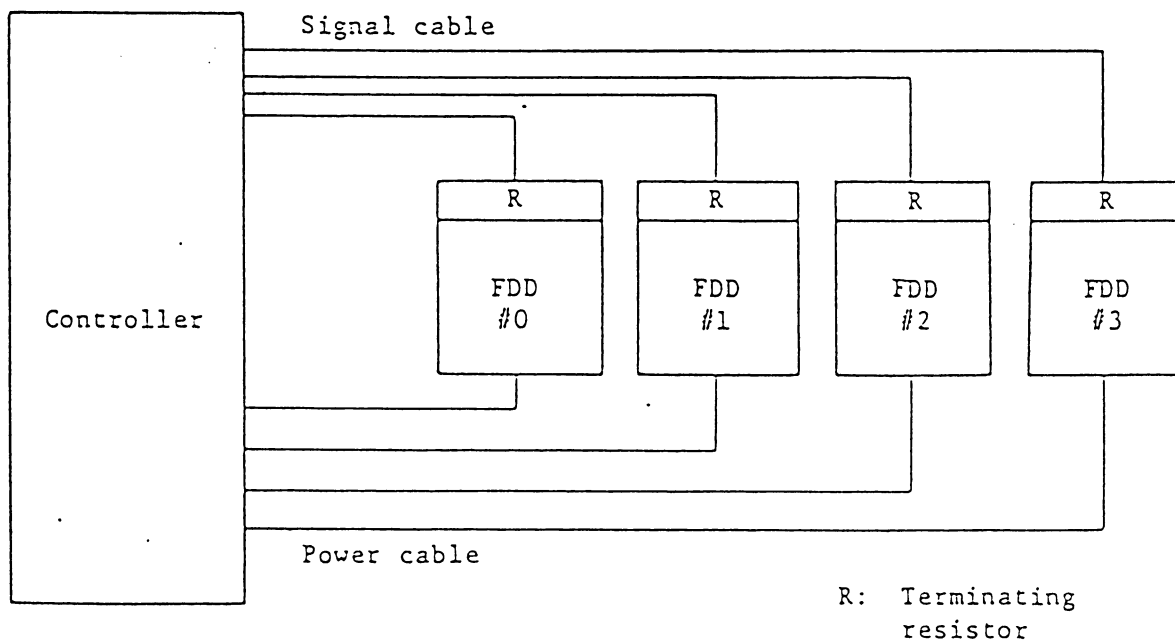 Signal cable
R
R
R
R
Controller
FDD
#0
FDD
#1
FDD
#2
FDD
#3
Power cable
R: Terminating
resistor